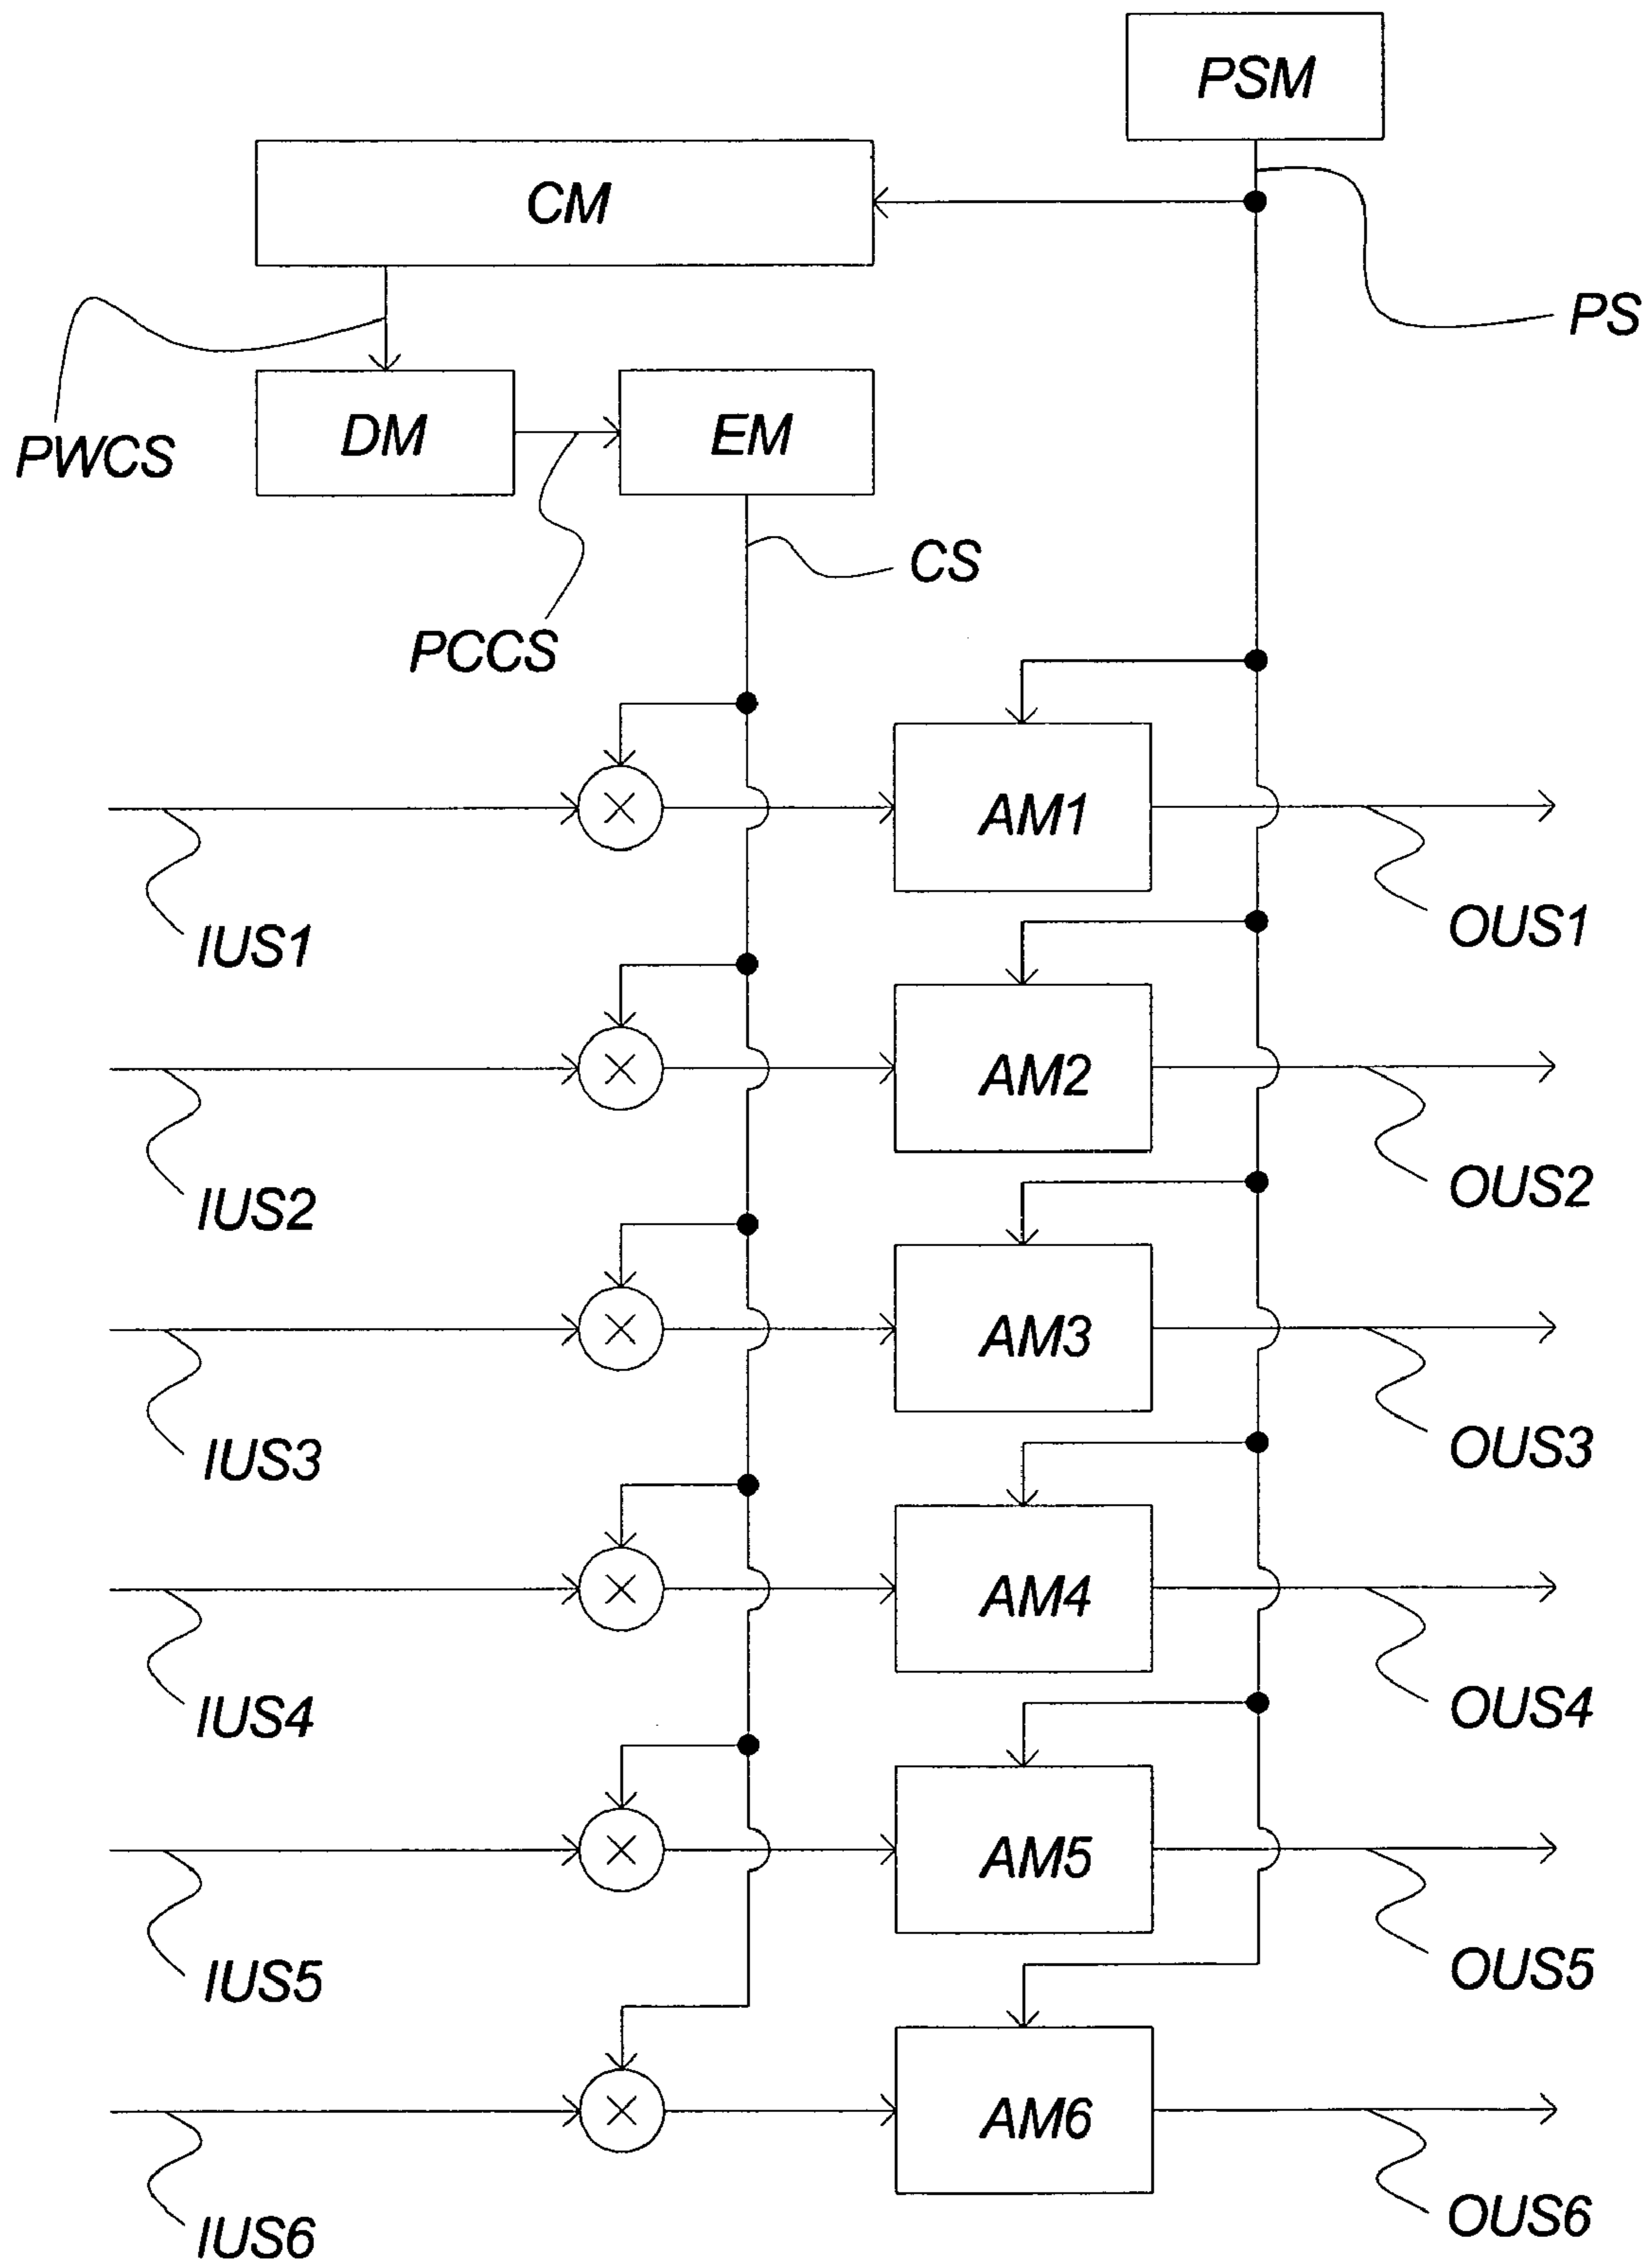 PSM
CM
PS
DM
EM
PWCS
CS
PCCS
AM1
IUS1
OUS1
AM2
IUS2
OUS2
AM3
IUS3
OUS3
AM4
IUS4
OUS4
AM5
IUS5
OUS5
AM6
IUS6
OUS6